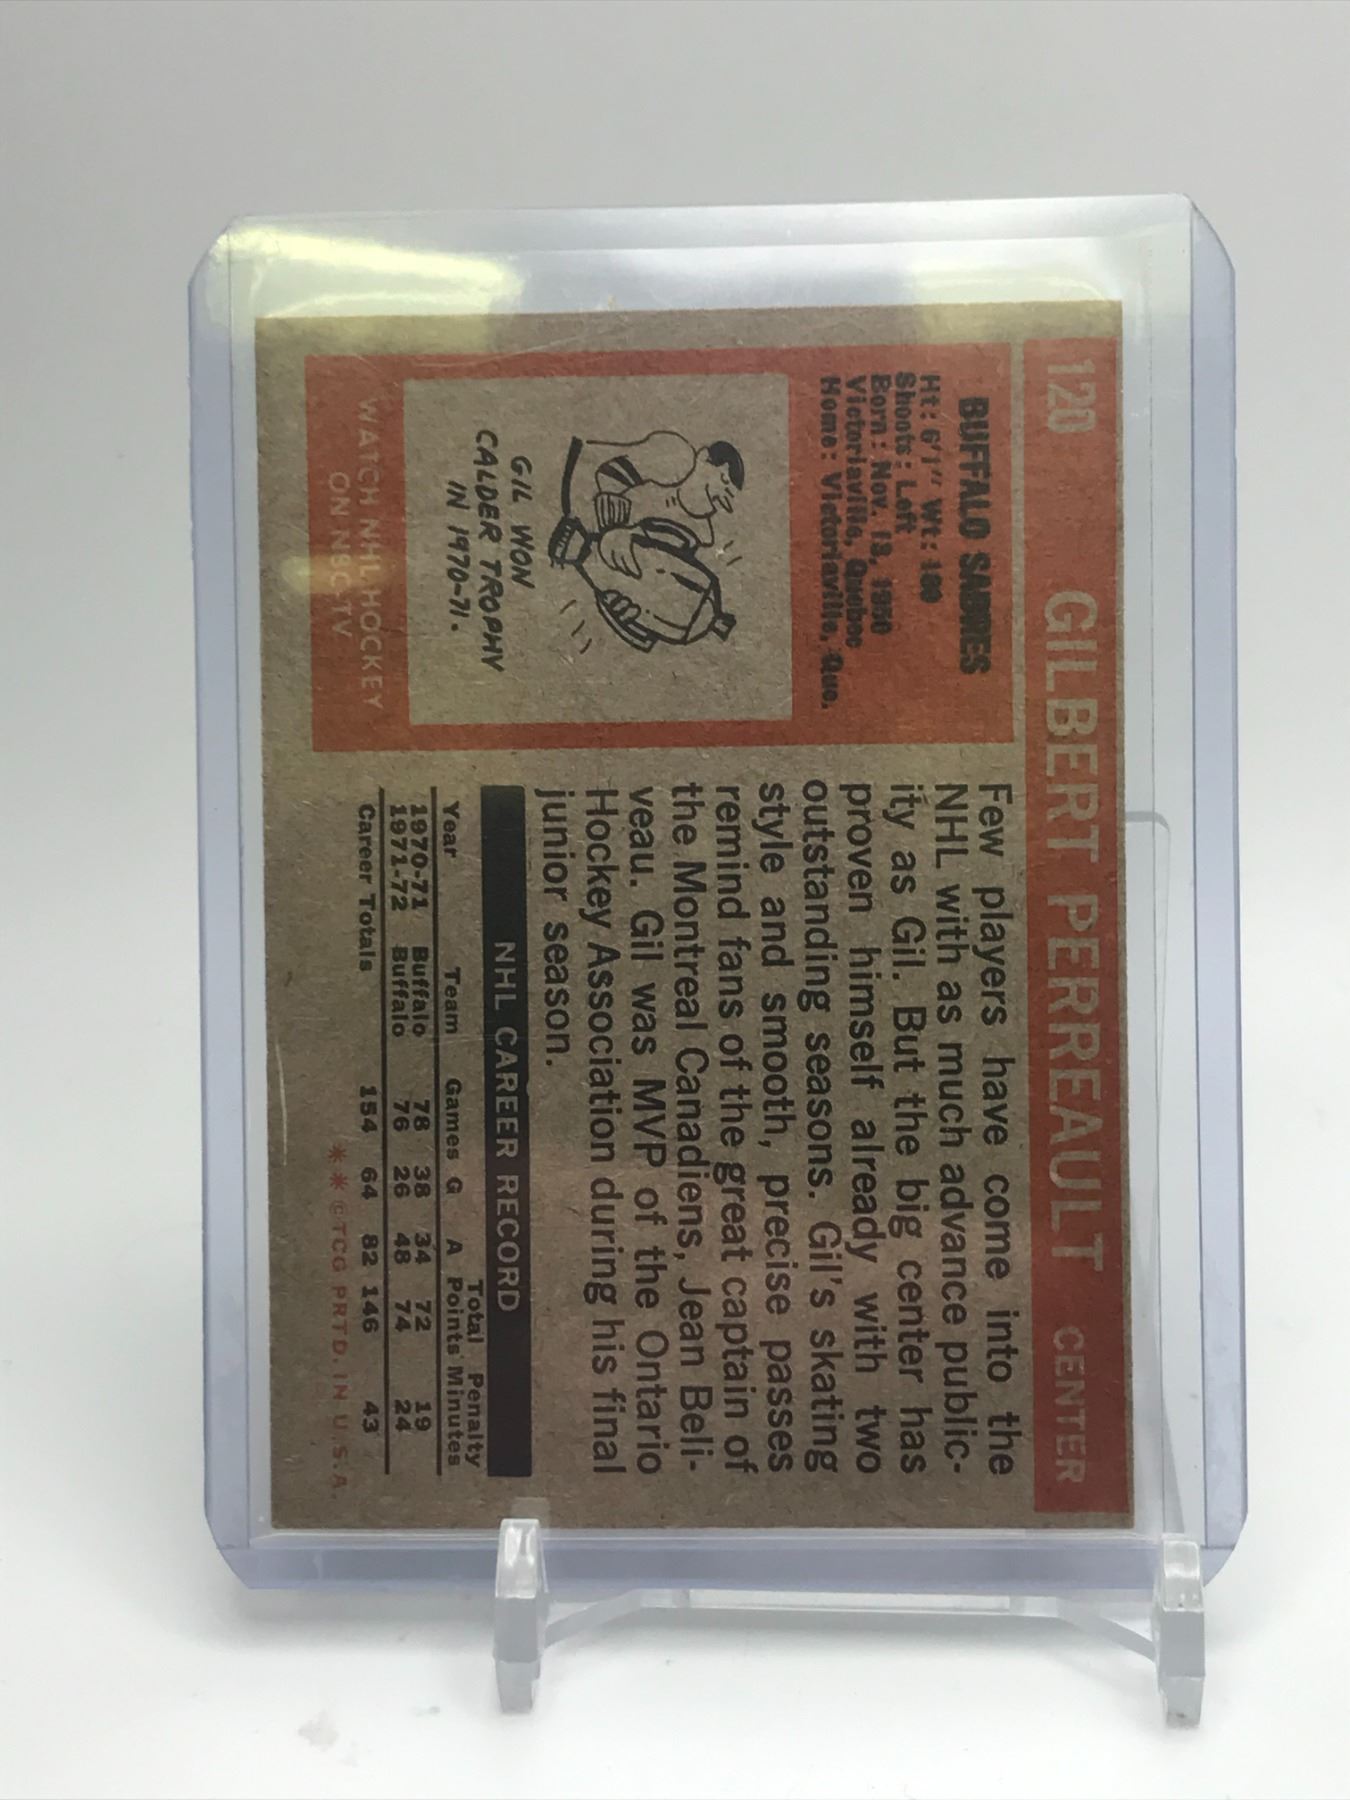 120 GILBERT PERREAULT CENTER
BUFFALO SABRES
Ht: 6'1" Wt: 190
Shoots: Left
Born: Nov. 13, 1950
Victoriaville, Quebec
Home: Victoriaville, Que.
GIL WON
CALDER TROPHY
IN 1970-71.
WATCH NHL HOCKEY
ON NBC-TV
Few players have come into the
NHL with as much advance public-
ity as Gil. But the big center has
proven himself already with two
outstanding seasons. Gil's skating
style and smooth, precise passes
remind fans of the great captain of
the Montreal Canadiens, Jean Beli-
veau. Gil was MVP of the Ontario
Hockey Association during his final
junior season.
NHL CAREER RECORD
Total Penalty
Year Team Games G A Points Minutes
1970-71 Buffalo 78 38 34 72 19
1971-72 Buffalo 76 26 48 74 24
Career Totals 154 64 82 146 43
**©TCG PRTD. IN U.S.A.